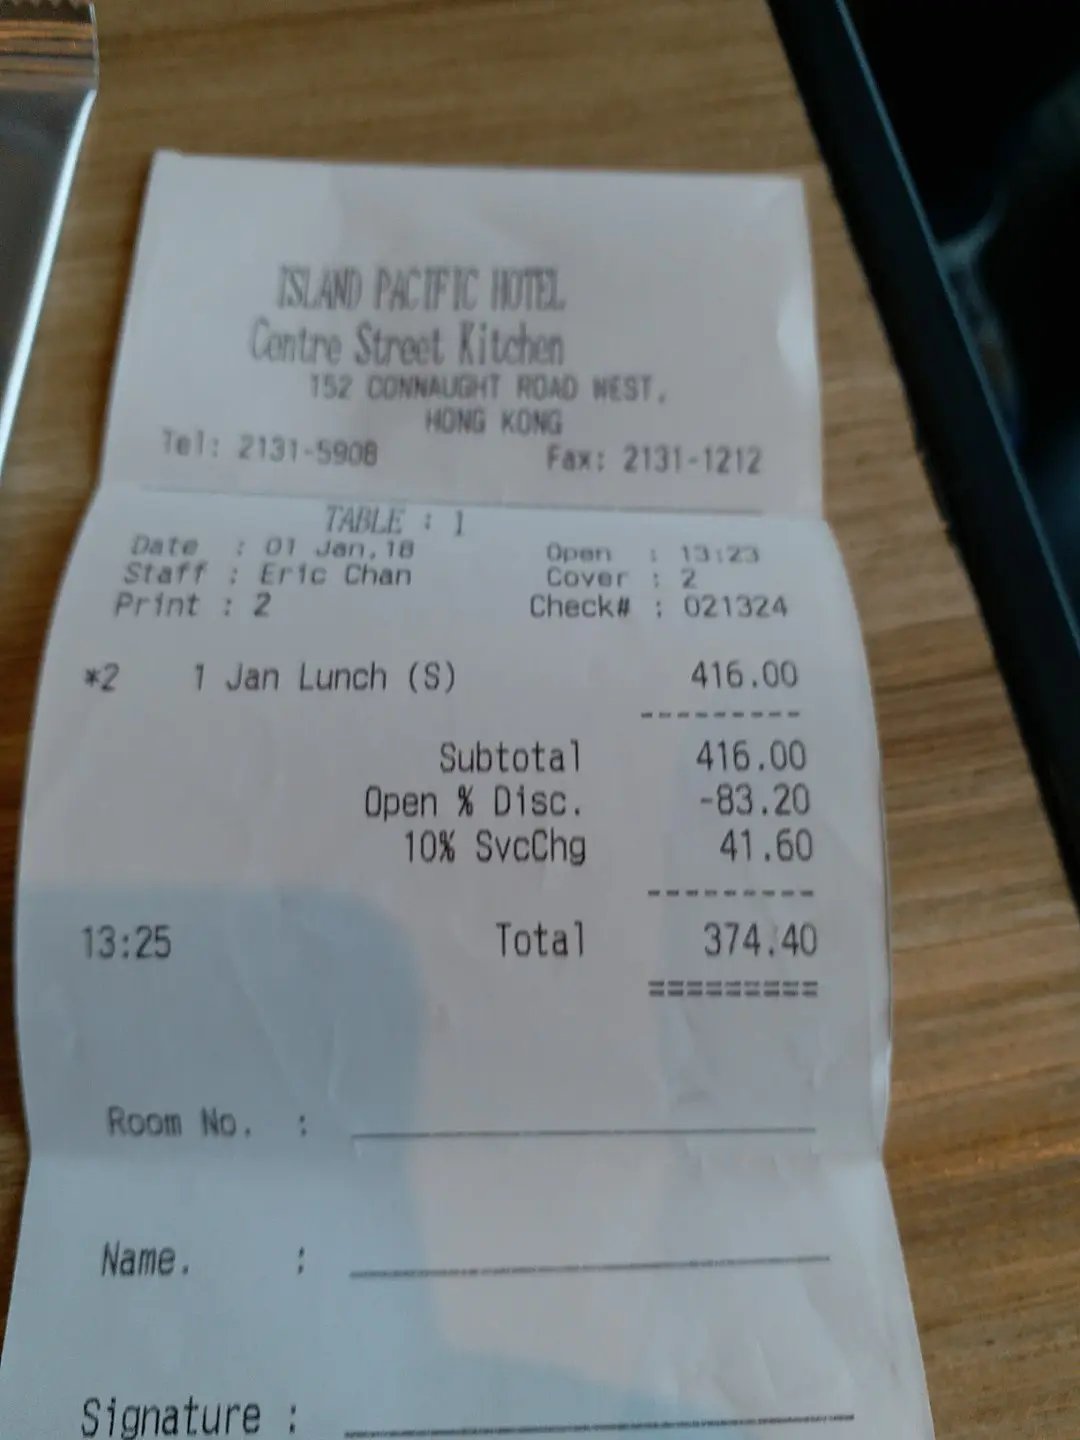 ISLAND PACIFIC HOTEL
Centre Street Kitchen
152 CONNAUGHT ROAD WEST,
HONG KONG
Tel: 2131-5908 Fax: 2131-1212
TABLE : 1
Date : 01 Jan,18 Open : 13:23
Staff : Eric Chan Cover : 2
Print : 2 Check# : 021324
*2 1 Jan Lunch (S) 416.00
---------
Subtotal 416.00
Open % Disc. -83.20
10% SvcChg 41.60
---------
13:25 Total 374.40
=========
Room No. :
Name. :
Signature :